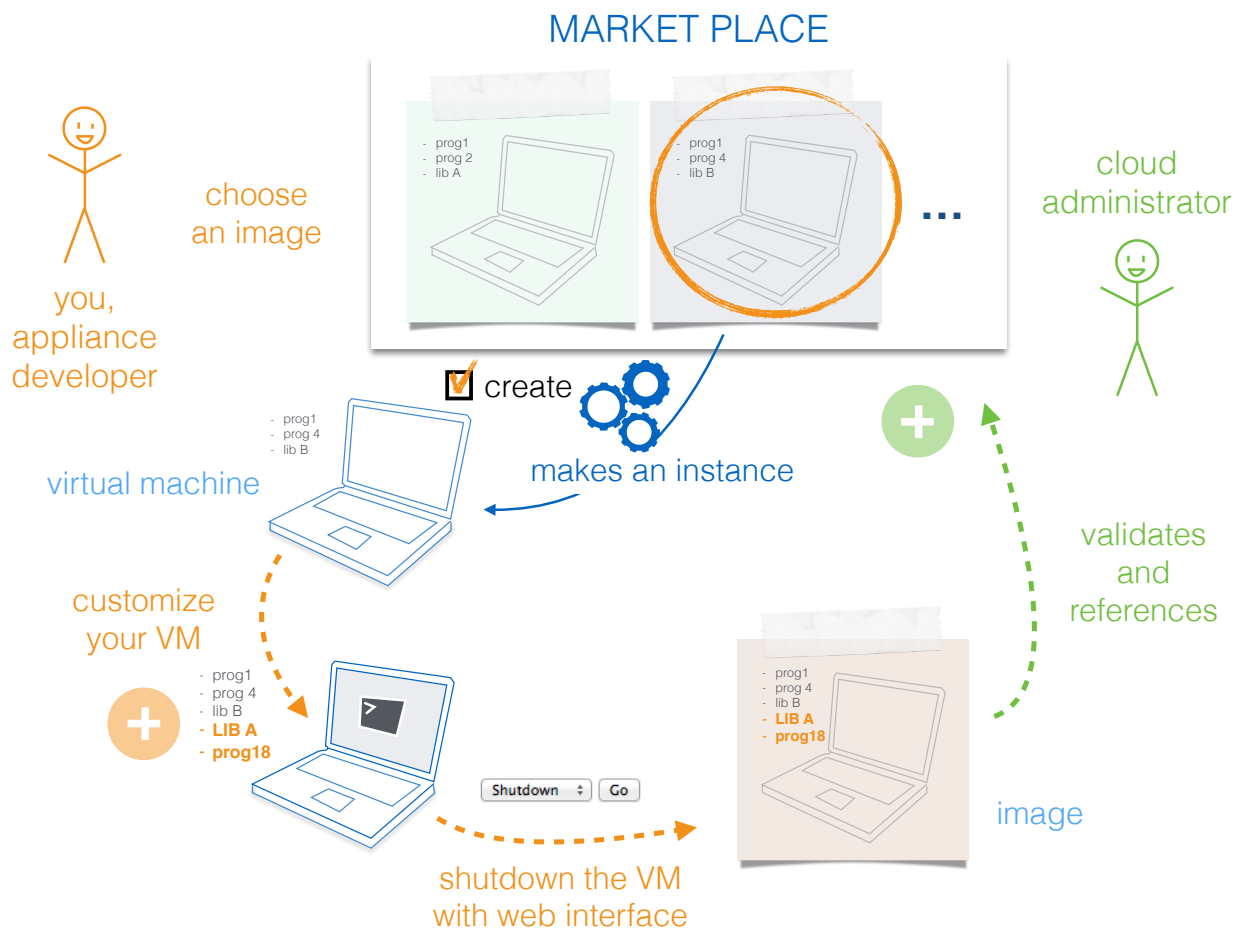 MARKET PLACE
- prog1
- prog 2
- lib A
- prog1
- prog 4
- lib B
...
choose
an image
you,
appliance
developer
cloud
administrator
create
makes an instance
- prog1
- prog 4
- lib B
virtual machine
customize
your VM
- prog1
- prog 4
- lib B
- LIB A
- prog18
Shutdown Go
shutdown the VM
with web interface
- prog1
- prog 4
- lib B
- LIB A
- prog18
image
validates
and
references